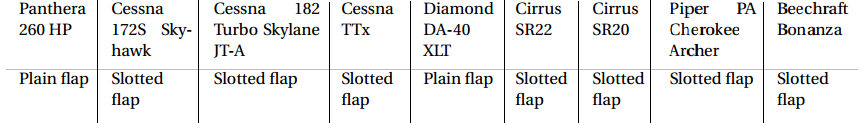 Panthera 260 HP
Cessna 172S Sky-hawk
Cessna 182 Turbo Skylane JT-A
Cessna TTx
Diamond DA-40 XLT
Cirrus SR22
Cirrus SR20
Piper PA Cherokee Archer
Beechraft Bonanza
Plain flap
Slotted flap
Slotted flap
Slotted flap
Plain flap
Slotted flap
Slotted flap
Slotted flap
Slotted flap